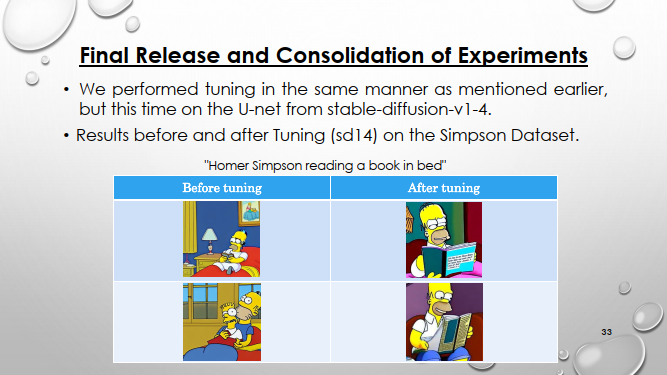 Final Release and Consolidation of Experiments
• We performed tuning in the same manner as mentioned earlier,
but this time on the U-net from stable-diffusion-v1-4.
• Results before and after Tuning (sd14) on the Simpson Dataset.
"Homer Simpson reading a book in bed"
Before tuning After tuning
33